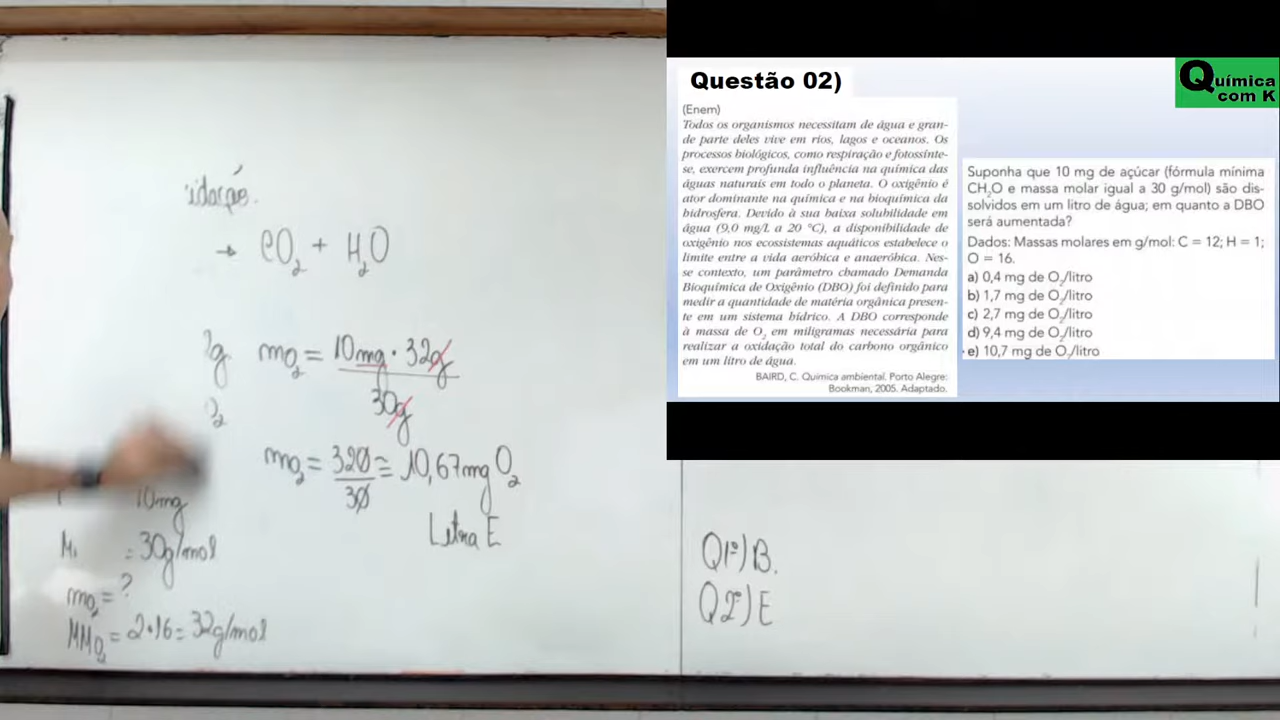 idação.
→ CO2 + H2O
g mO2 = 10mg · 32g
30g
2
mO2 = 320 ≅ 10,67mg O2
30
Letra E
10mg
= 30g/mol
mO2 = ?
MMO2 = 2·16 = 32g/mol
Questão 02)
Química
com K
(Enem)
Todos os organismos necessitam de água e gran-
de parte deles vive em rios, lagos e oceanos. Os
processos biológicos, como respiração e fotossínte-
se, exercem profunda influência na química das
águas naturais em todo o planeta. O oxigênio é
ator dominante na química e na bioquímica da
hidrosfera. Devido à sua baixa solubilidade em
água (9,0 mg/L a 20 °C), a disponibilidade de
oxigênio nos ecossistemas aquáticos estabelece o
limite entre a vida aeróbica e anaeróbica. Nes-
se contexto, um parâmetro chamado Demanda
Bioquímica de Oxigênio (DBO) foi definido para
medir a quantidade de matéria orgânica presen-
te em um sistema hídrico. A DBO corresponde
à massa de O2 em miligramas necessária para
realizar a oxidação total do carbono orgânico
em um litro de água.
BAIRD, C. Química ambiental. Porto Alegre:
Bookman, 2005. Adaptado.
Suponha que 10 mg de açúcar (fórmula mínima
CH2O e massa molar igual a 30 g/mol) são dis-
solvidos em um litro de água; em quanto a DBO
será aumentada?
Dados: Massas molares em g/mol: C = 12; H = 1;
O = 16.
a) 0,4 mg de O2/litro
b) 1,7 mg de O2/litro
c) 2,7 mg de O2/litro
d) 9,4 mg de O2/litro
e) 10,7 mg de O2/litro
Q1ª) B.
Q2ª) E